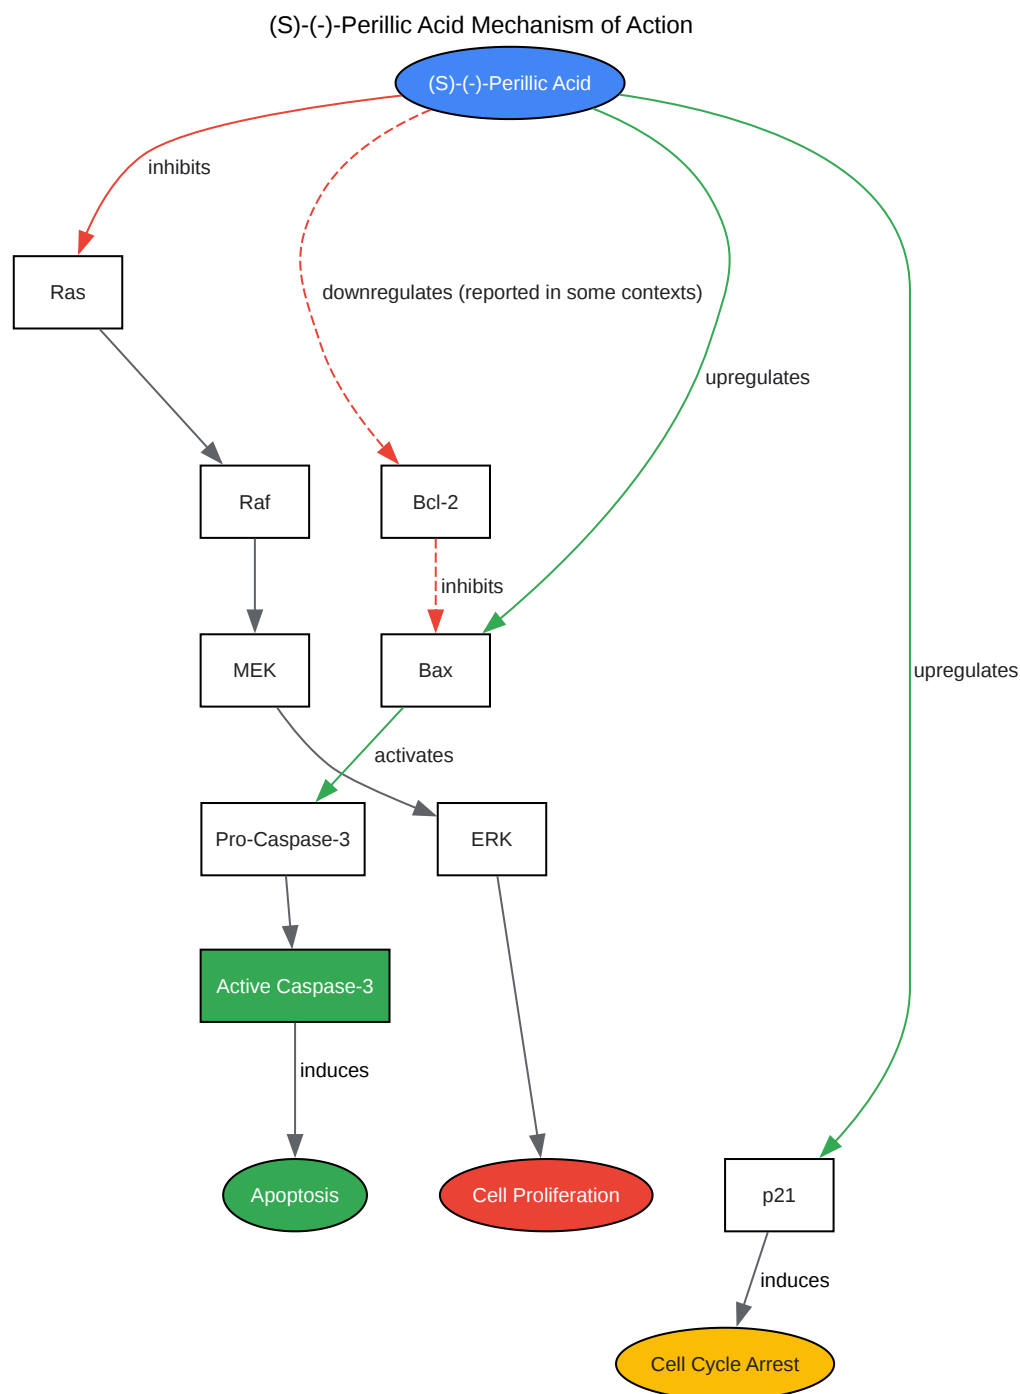 (S)-(-)-Perillic Acid Mechanism of Action
(S)-(-)-Perillic Acid
inhibits
Ras
downregulates (reported in some contexts)
upregulates
Raf
Bcl-2
inhibits
MEK
Bax
upregulates
activates
Pro-Caspase-3
ERK
Active Caspase-3
induces
Apoptosis
Cell Proliferation
p21
induces
Cell Cycle Arrest